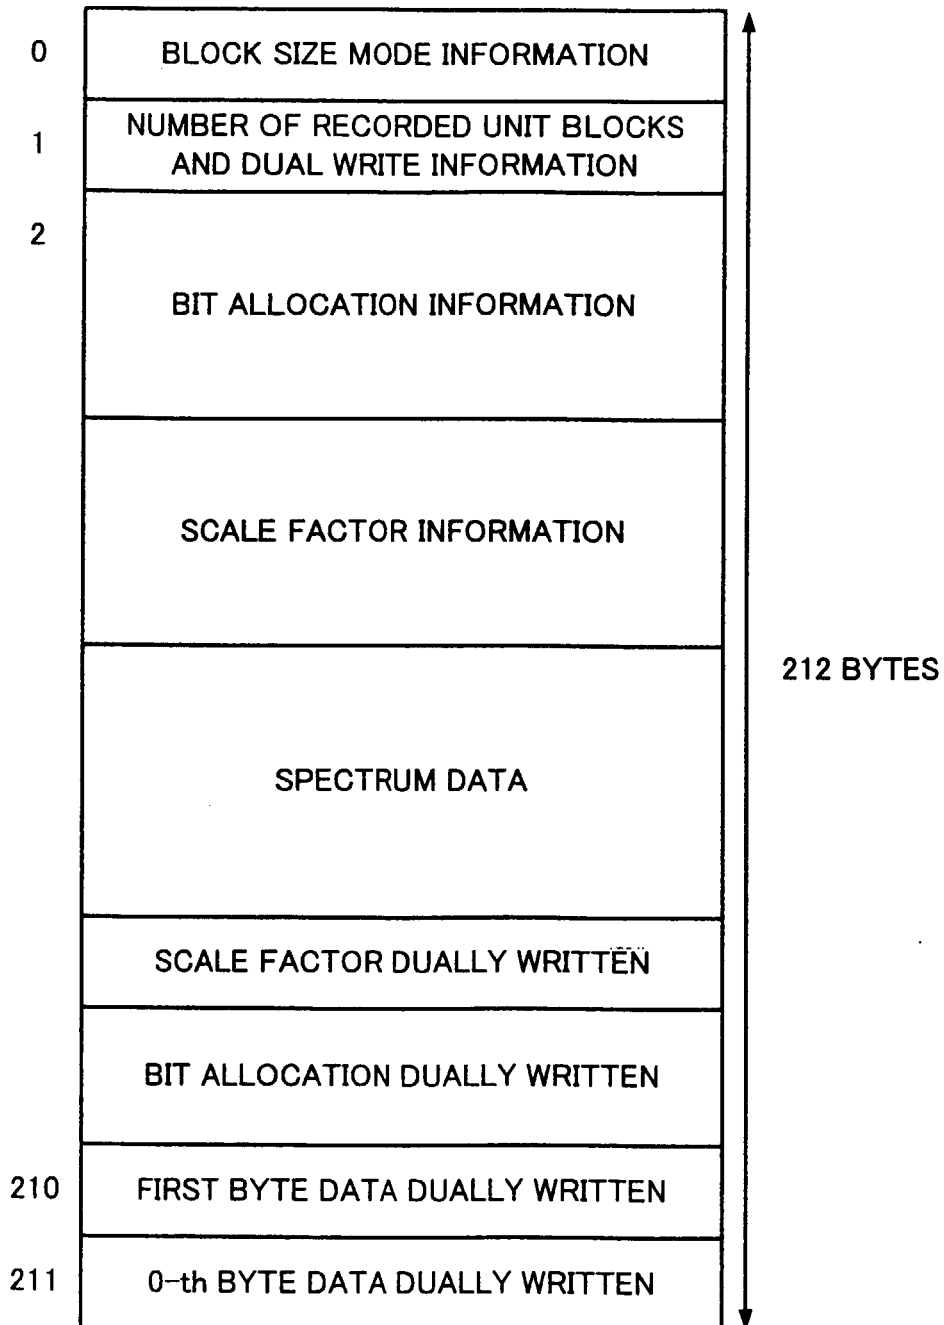 0
BLOCK SIZE MODE INFORMATION
1
NUMBER OF RECORDED UNIT BLOCKS
AND DUAL WRITE INFORMATION
2
BIT ALLOCATION INFORMATION
SCALE FACTOR INFORMATION
212 BYTES
SPECTRUM DATA
SCALE FACTOR DUALLY WRITTEN
BIT ALLOCATION DUALLY WRITTEN
210
FIRST BYTE DATA DUALLY WRITTEN
211
0-th BYTE DATA DUALLY WRITTEN